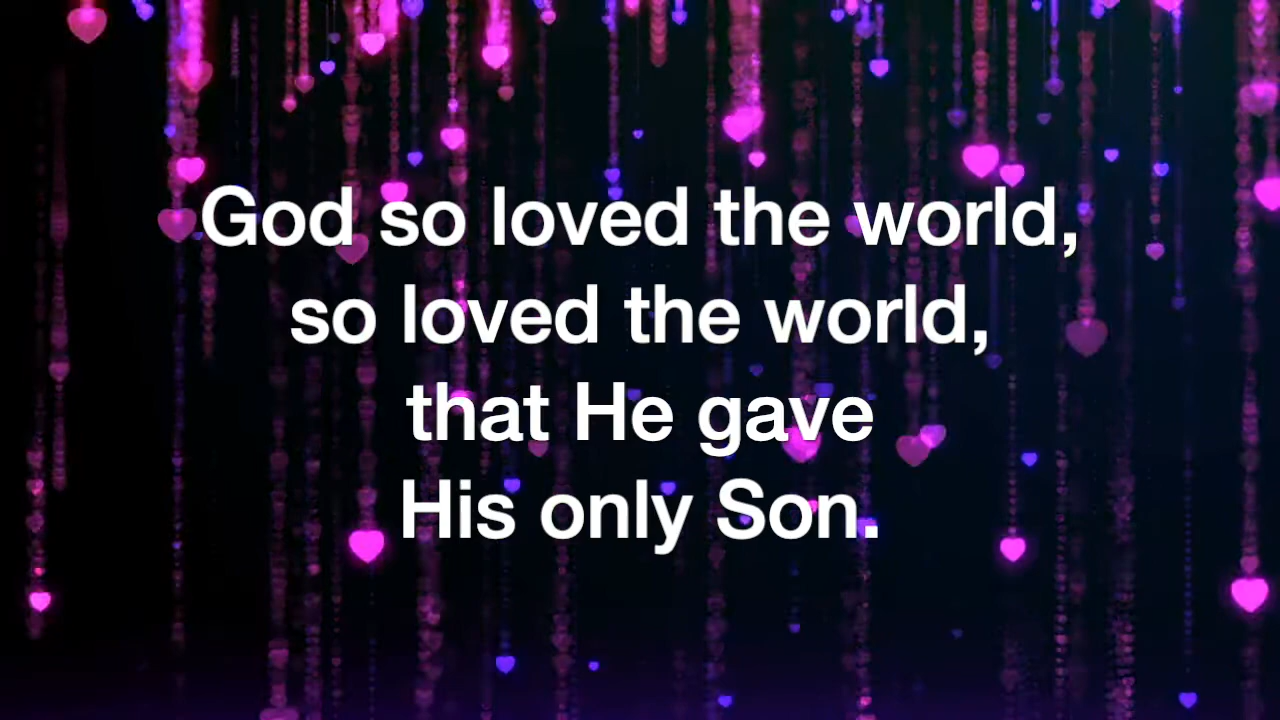 God so loved the world,
so loved the world,
that He gave
His only Son.